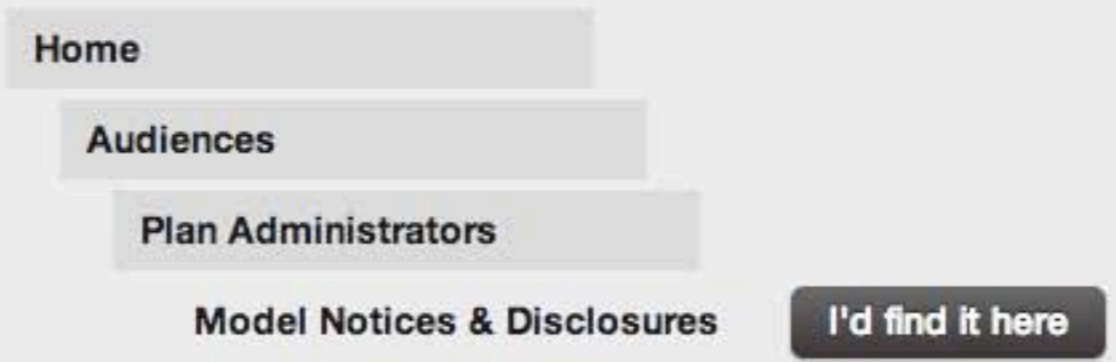 Home
Audiences
Plan Administrators
Model Notices & Disclosures I'd find it here